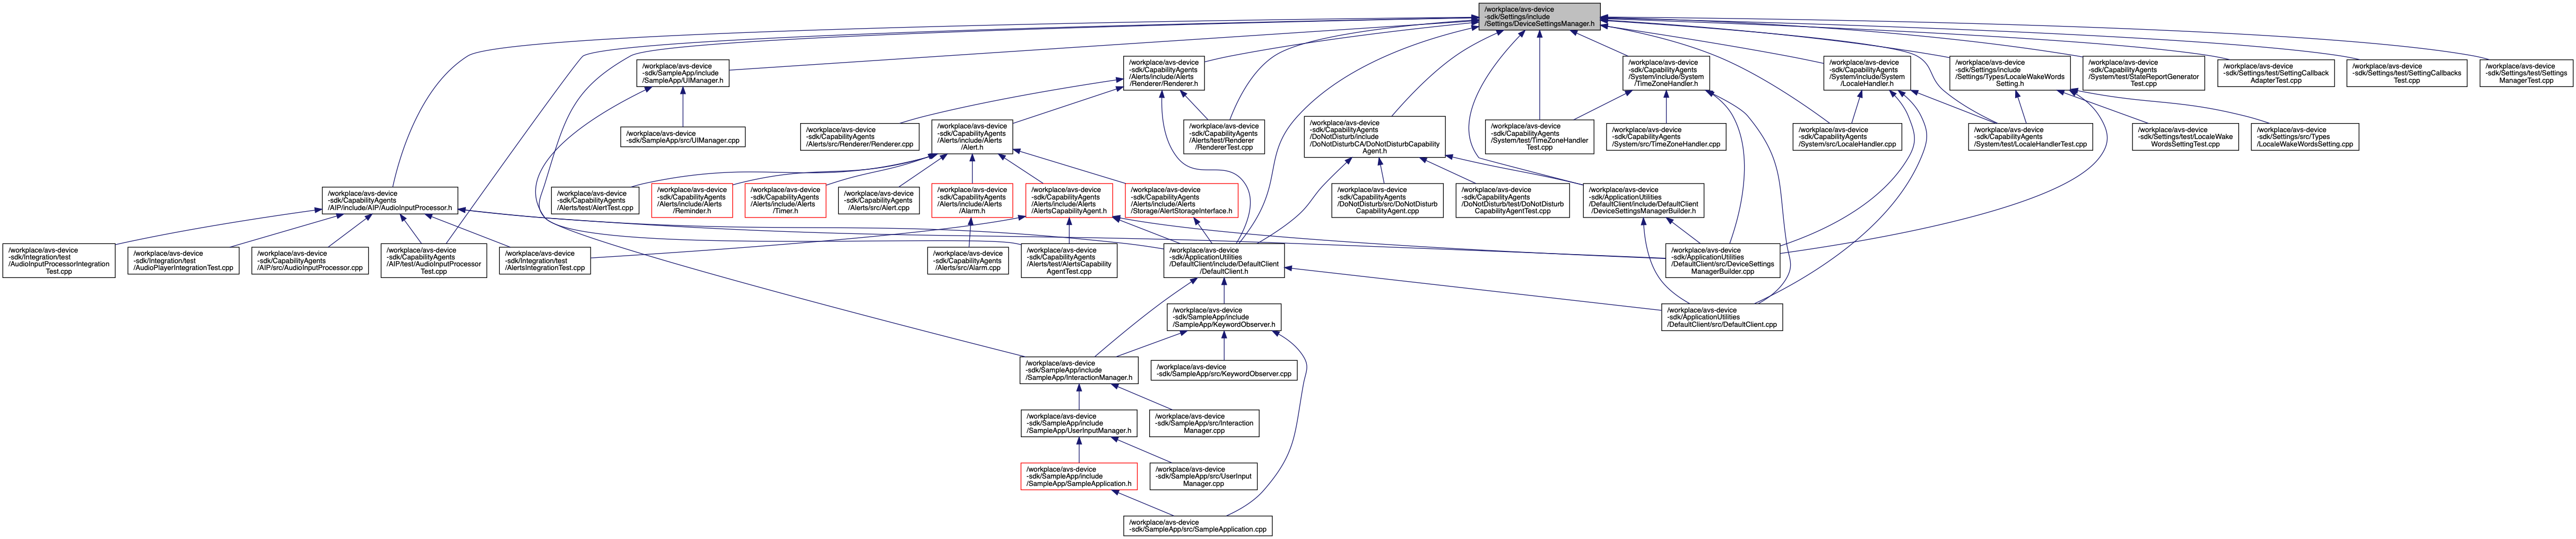 /workplace/avs-device
-sdk/Settings/include
/Settings/DeviceSettingsManager.h
/workplace/avs-device
-sdk/SampleApp/include
/SampleApp/UIManager.h
/workplace/avs-device
-sdk/CapabilityAgents
/Alerts/include/Alerts
/Renderer/Renderer.h
/workplace/avs-device
-sdk/CapabilityAgents
/System/include/System
/TimeZoneHandler.h
/workplace/avs-device
-sdk/CapabilityAgents
/System/include/System
/LocaleHandler.h
/workplace/avs-device
-sdk/Settings/include
/Settings/Types/LocaleWakeWords
Setting.h
/workplace/avs-device
-sdk/CapabilityAgents
/System/test/StateReportGenerator
Test.cpp
/workplace/avs-device
-sdk/Settings/test/SettingCallback
AdapterTest.cpp
/workplace/avs-device
-sdk/Settings/test/SettingCallbacks
Test.cpp
/workplace/avs-device
-sdk/Settings/test/Settings
ManagerTest.cpp
/workplace/avs-device
-sdk/SampleApp/src/UIManager.cpp
/workplace/avs-device
-sdk/CapabilityAgents
/Alerts/src/Renderer/Renderer.cpp
/workplace/avs-device
-sdk/CapabilityAgents
/Alerts/include/Alerts
/Alert.h
/workplace/avs-device
-sdk/CapabilityAgents
/Alerts/test/Renderer
/RendererTest.cpp
/workplace/avs-device
-sdk/CapabilityAgents
/DoNotDisturb/include
/DoNotDisturbCA/DoNotDisturbCapability
Agent.h
/workplace/avs-device
-sdk/CapabilityAgents
/System/test/TimeZoneHandler
Test.cpp
/workplace/avs-device
-sdk/CapabilityAgents
/System/src/TimeZoneHandler.cpp
/workplace/avs-device
-sdk/CapabilityAgents
/System/src/LocaleHandler.cpp
/workplace/avs-device
-sdk/CapabilityAgents
/System/test/LocaleHandlerTest.cpp
/workplace/avs-device
-sdk/Settings/test/LocaleWake
WordsSettingTest.cpp
/workplace/avs-device
-sdk/Settings/src/Types
/LocaleWakeWordsSetting.cpp
/workplace/avs-device
-sdk/CapabilityAgents
/AIP/include/AIP/AudioInputProcessor.h
/workplace/avs-device
-sdk/CapabilityAgents
/Alerts/test/AlertTest.cpp
/workplace/avs-device
-sdk/CapabilityAgents
/Alerts/include/Alerts
/Reminder.h
/workplace/avs-device
-sdk/CapabilityAgents
/Alerts/include/Alerts
/Timer.h
/workplace/avs-device
-sdk/CapabilityAgents
/Alerts/src/Alert.cpp
/workplace/avs-device
-sdk/CapabilityAgents
/Alerts/include/Alerts
/Alarm.h
/workplace/avs-device
-sdk/CapabilityAgents
/Alerts/include/Alerts
/AlertsCapabilityAgent.h
/workplace/avs-device
-sdk/CapabilityAgents
/Alerts/include/Alerts
/Storage/AlertStorageInterface.h
/workplace/avs-device
-sdk/CapabilityAgents
/DoNotDisturb/src/DoNotDisturb
CapabilityAgent.cpp
/workplace/avs-device
-sdk/CapabilityAgents
/DoNotDisturb/test/DoNotDisturb
CapabilityAgentTest.cpp
/workplace/avs-device
-sdk/ApplicationUtilities
/DefaultClient/include/DefaultClient
/DeviceSettingsManagerBuilder.h
/workplace/avs-device
-sdk/Integration/test
/AudioInputProcessorIntegration
Test.cpp
/workplace/avs-device
-sdk/Integration/test
/AudioPlayerIntegrationTest.cpp
/workplace/avs-device
-sdk/CapabilityAgents
/AIP/src/AudioInputProcessor.cpp
/workplace/avs-device
-sdk/CapabilityAgents
/AIP/test/AudioInputProcessor
Test.cpp
/workplace/avs-device
-sdk/Integration/test
/AlertsIntegrationTest.cpp
/workplace/avs-device
-sdk/CapabilityAgents
/Alerts/src/Alarm.cpp
/workplace/avs-device
-sdk/CapabilityAgents
/Alerts/test/AlertsCapability
AgentTest.cpp
/workplace/avs-device
-sdk/ApplicationUtilities
/DefaultClient/include/DefaultClient
/DefaultClient.h
/workplace/avs-device
-sdk/ApplicationUtilities
/DefaultClient/src/DeviceSettings
ManagerBuilder.cpp
/workplace/avs-device
-sdk/SampleApp/include
/SampleApp/KeywordObserver.h
/workplace/avs-device
-sdk/ApplicationUtilities
/DefaultClient/src/DefaultClient.cpp
/workplace/avs-device
-sdk/SampleApp/include
/SampleApp/InteractionManager.h
/workplace/avs-device
-sdk/SampleApp/src/KeywordObserver.cpp
/workplace/avs-device
-sdk/SampleApp/include
/SampleApp/UserInputManager.h
/workplace/avs-device
-sdk/SampleApp/src/Interaction
Manager.cpp
/workplace/avs-device
-sdk/SampleApp/include
/SampleApp/SampleApplication.h
/workplace/avs-device
-sdk/SampleApp/src/UserInput
Manager.cpp
/workplace/avs-device
-sdk/SampleApp/src/SampleApplication.cpp